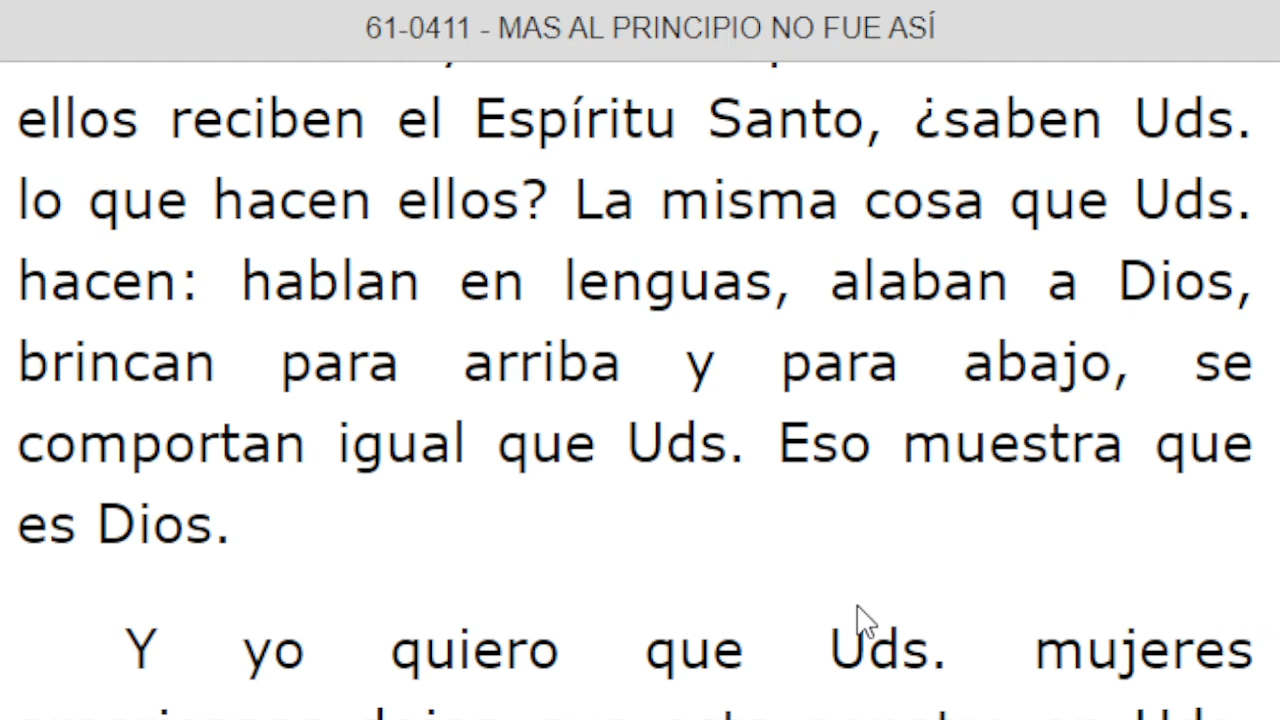 61-0411 - MAS AL PRINCIPIO NO FUE ASÍ
ellos reciben el Espíritu Santo, ¿saben Uds.
lo que hacen ellos? La misma cosa que Uds.
hacen: hablan en lenguas, alaban a Dios,
brincan para arriba y para abajo, se
comportan igual que Uds. Eso muestra que
es Dios.
Y yo quiero que Uds. mujeres